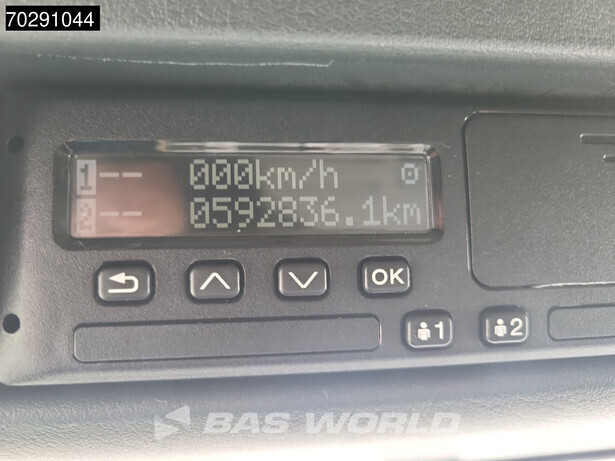 70291044
1 -- 000km/h
2 -- 0592836.1km
OK
1 2
BAS WORLD